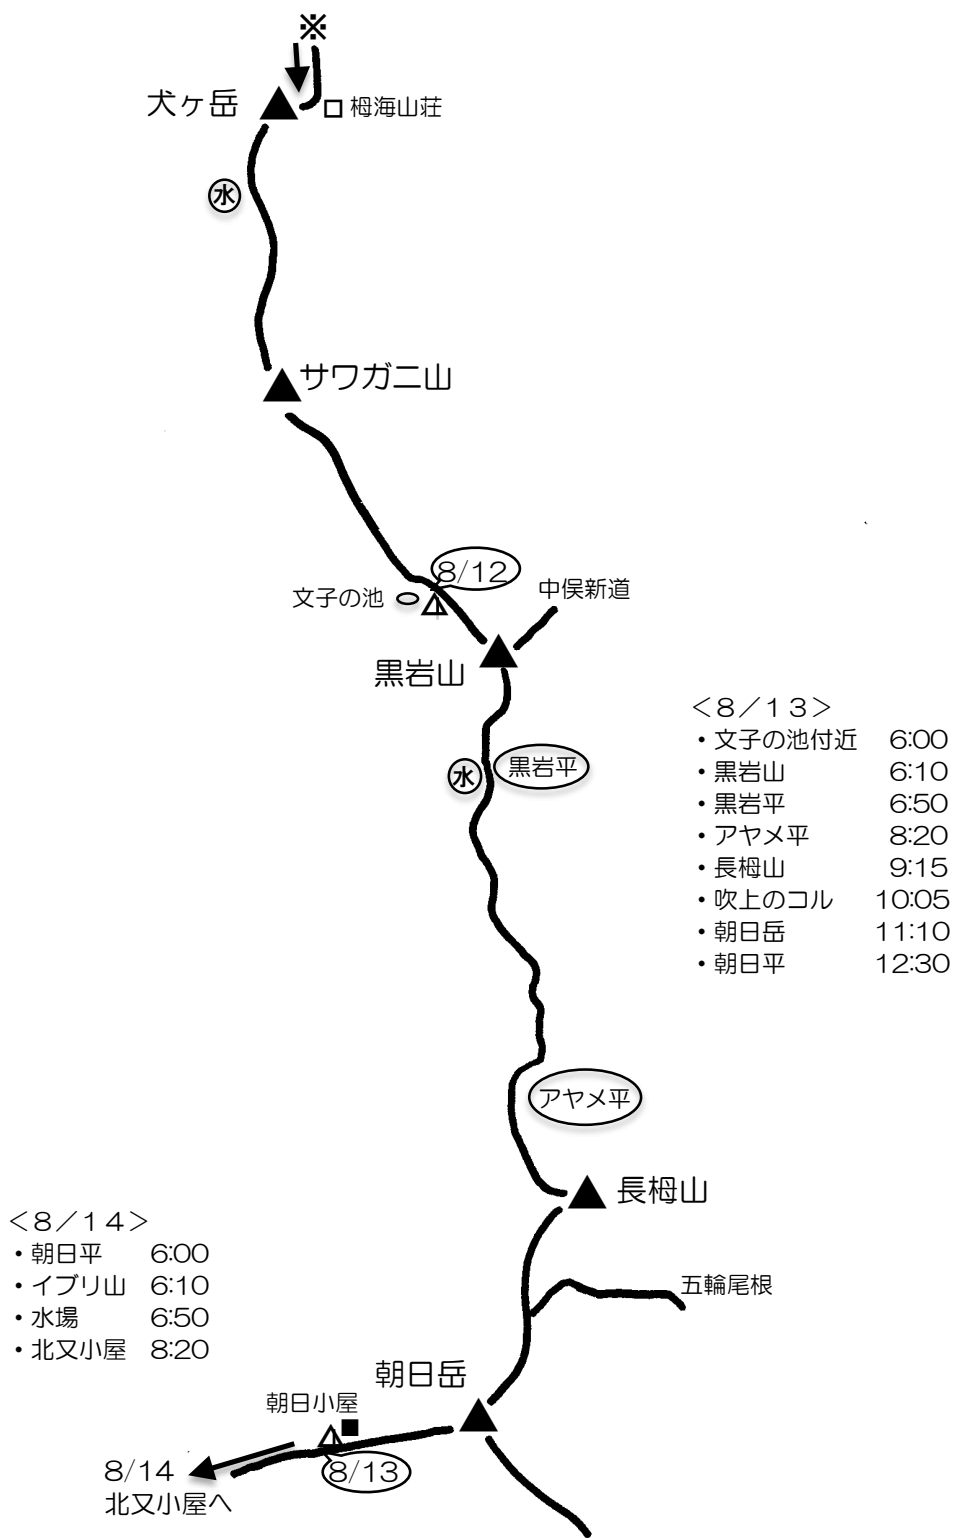 ※
犬ヶ岳
栂海山荘
水
サワガニ山
8/12
文子の池
中俣新道
黒岩山
黒岩平
水
＜8／13＞
・文子の池付近 6:00
・黒岩山 6:10
・黒岩平 6:50
・アヤメ平 8:20
・長栂山 9:15
・吹上のコル 10:05
・朝日岳 11:10
・朝日平 12:30
アヤメ平
長栂山
＜8／14＞
・朝日平 6:00
・イブリ山 6:10
・水場 6:50
・北又小屋 8:20
五輪尾根
朝日岳
朝日小屋
8/13
8/14
北又小屋へ